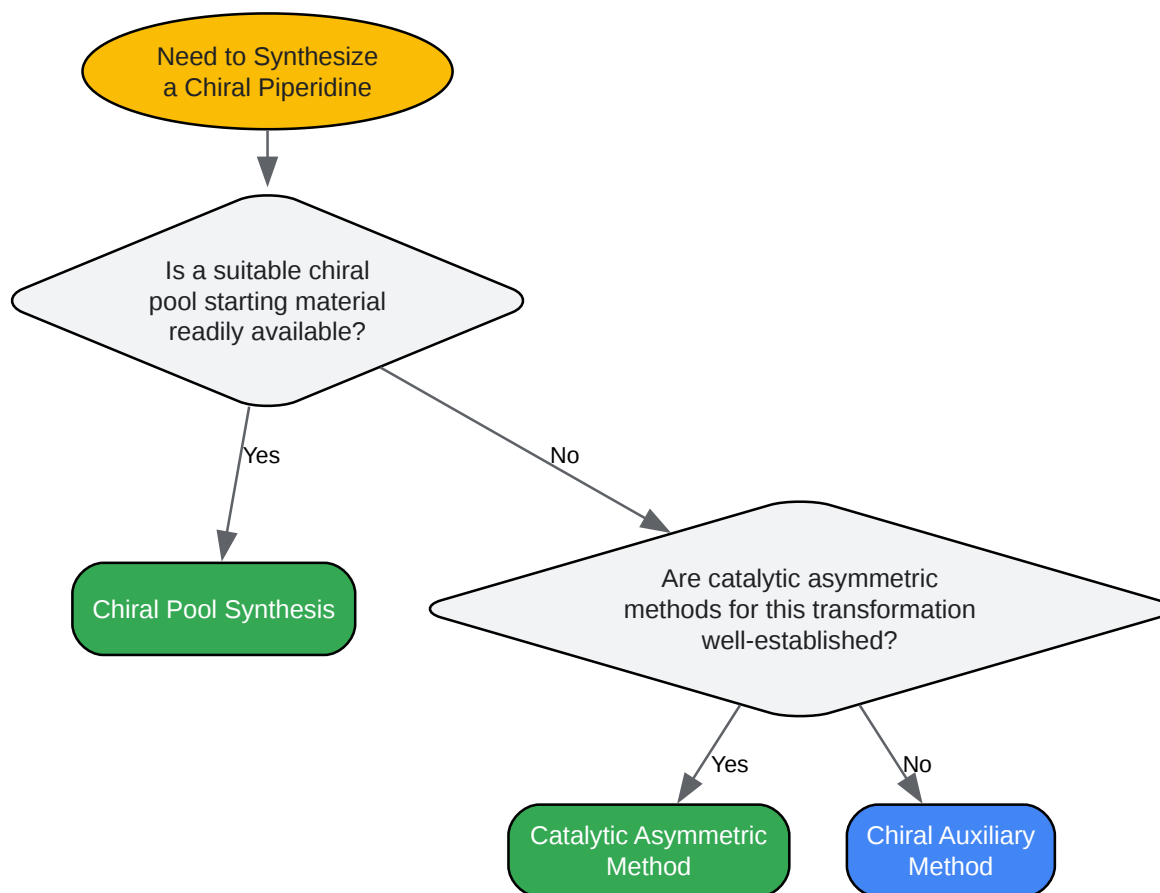 Need to Synthesize
a Chiral Piperidine
Is a suitable chiral
pool starting material
readily available?
Yes
No
Chiral Pool Synthesis
Are catalytic asymmetric
methods for this transformation
well-established?
Yes
No
Catalytic Asymmetric
Method
Chiral Auxiliary
Method